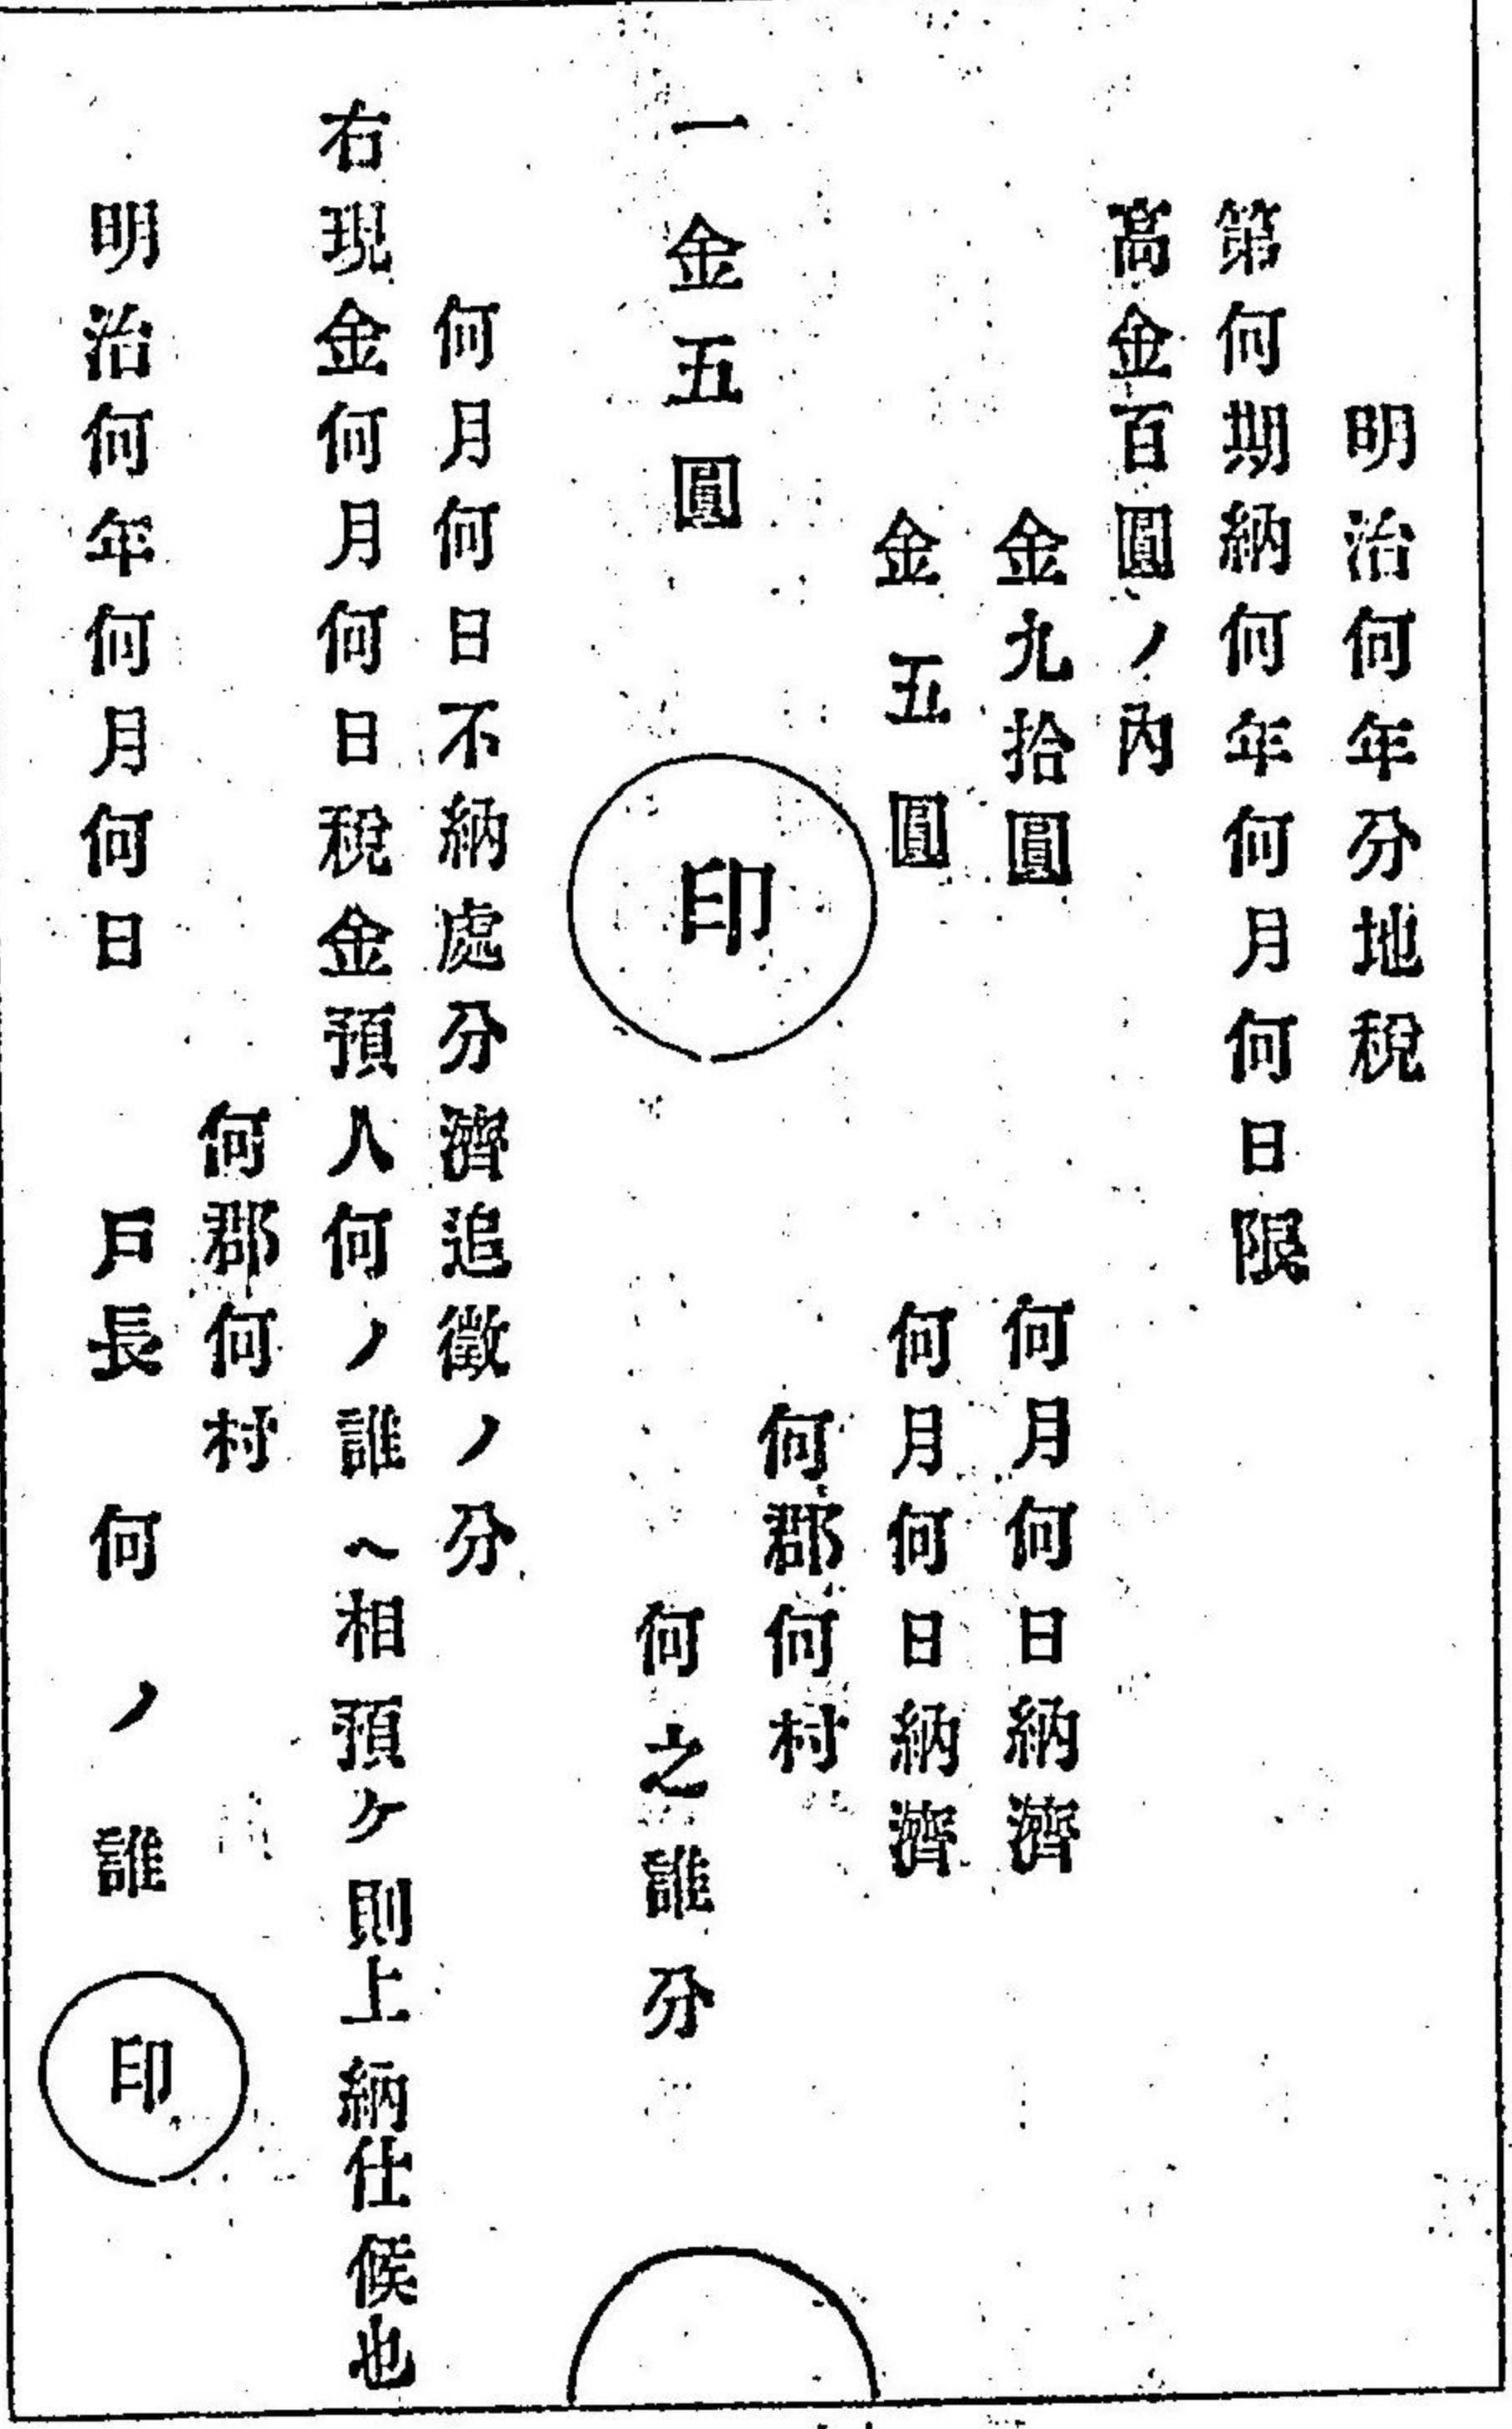 明治何年分地稅
第何期納何年何月何日限
高金百圓ノ內
金九拾圓　何月何日納濟
金五圓　何月何日納濟
何郡何村
一金五圓　何之誰分
印
何月何日不納處分濟追徵ノ分
右現金何月何日稅金預人何ノ誰ヘ相預ケ則上納仕候也
何郡何村
明治何年何月何日　戶長　何ノ誰　印